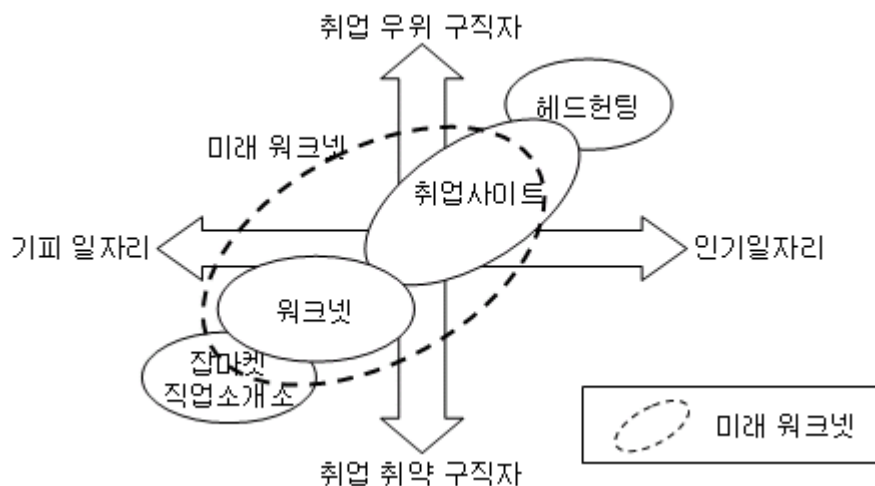 취업 우위 구직자
헤드헌팅
미래 워크넷
취업사이트
기피 일자리
인기일자리
워크넷
잡마켓
직업소개소
미래 워크넷
취업 취약 구직자